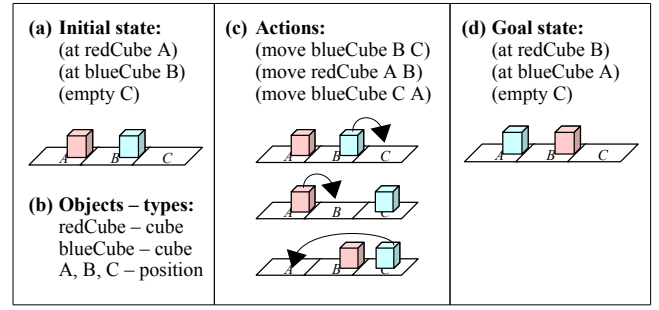 (a) Initial state:
(at redCube A)
(at blueCube B)
(empty C)
A B C
(b) Objects – types:
redCube – cube
blueCube – cube
A, B, C – position
(c) Actions:
(move blueCube B C)
(move redCube A B)
(move blueCube C A)
A B C
A B C
A B C
(d) Goal state:
(at redCube B)
(at blueCube A)
(empty C)
A B C